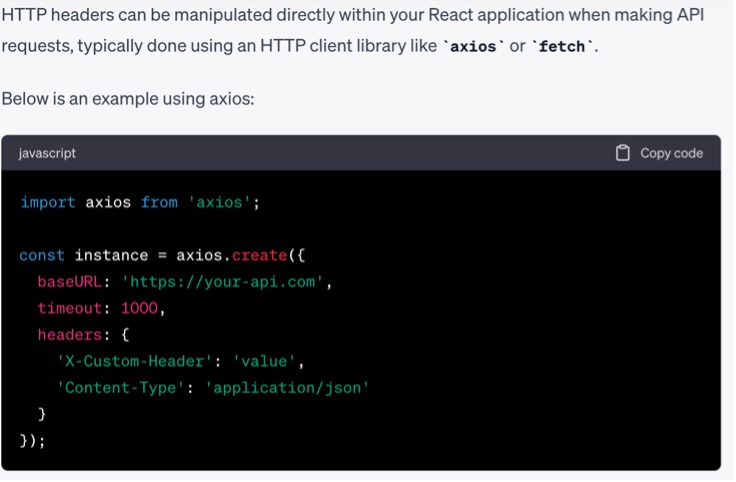 HTTP headers can be manipulated directly within your React application when making API
requests, typically done using an HTTP client library like `axios` or `fetch`.
Below is an example using axios:
javascript
Copy code
import axios from 'axios';
const instance = axios.create({
  baseURL: 'https://your-api.com',
  timeout: 1000,
  headers: {
    'X-Custom-Header': 'value',
    'Content-Type': 'application/json'
  }
});